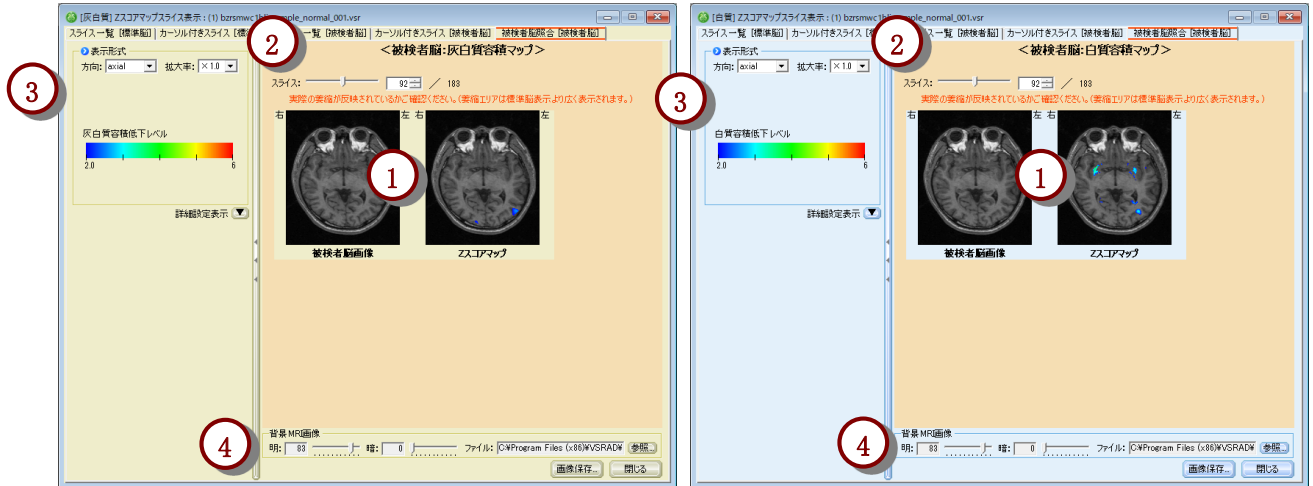 [灰白質] Zスコアマップスライス表示 : (1) bzrsmwc1bl mple_normal_001.vsr
スライス一覧 [標準脳] カーソル付きスライス [標 一覧 [被検者脳] カーソル付きスライス [被検者脳] 被検者脳照合 [被検者脳]
2
表示形式
方向: axial 拡大率: ×1.0
3
<被検者脳:灰白質容積マップ>
スライス: 92 / 183
実際の萎縮が反映されているかご確認ください。(萎縮エリアは標準脳表示より広く表示されます。)
右 左 右 左
灰白質容積低下レベル
2.0 6
1
詳細設定表示
被検者脳画像 Zスコアマップ
4
背景MR画像
明: 83 暗: 0 ファイル: C:¥Program Files (x86)¥VSRAD¥ 参照...
画像保存... 閉じる
[白質] Zスコアマップスライス表示 : (1) bzrsmwc mple_normal_001.vsr
スライス一覧 [標準脳] カーソル付きスライス [標 一覧 [被検者脳] カーソル付きスライス [被検者脳] 被検者脳照合 [被検者脳]
2
表示形式
方向: axial 拡大率: ×1.0
3
<被検者脳:白質容積マップ>
スライス: 92 / 183
実際の萎縮が反映されているかご確認ください。(萎縮エリアは標準脳表示より広く表示されます。)
右 左 右 左
白質容積低下レベル
2.0 6
1
詳細設定表示
被検者脳画像 Zスコアマップ
4
背景MR画像
明: 83 暗: 0 ファイル: C:¥Program Files (x86)¥VSRAD¥ 参照...
画像保存... 閉じる